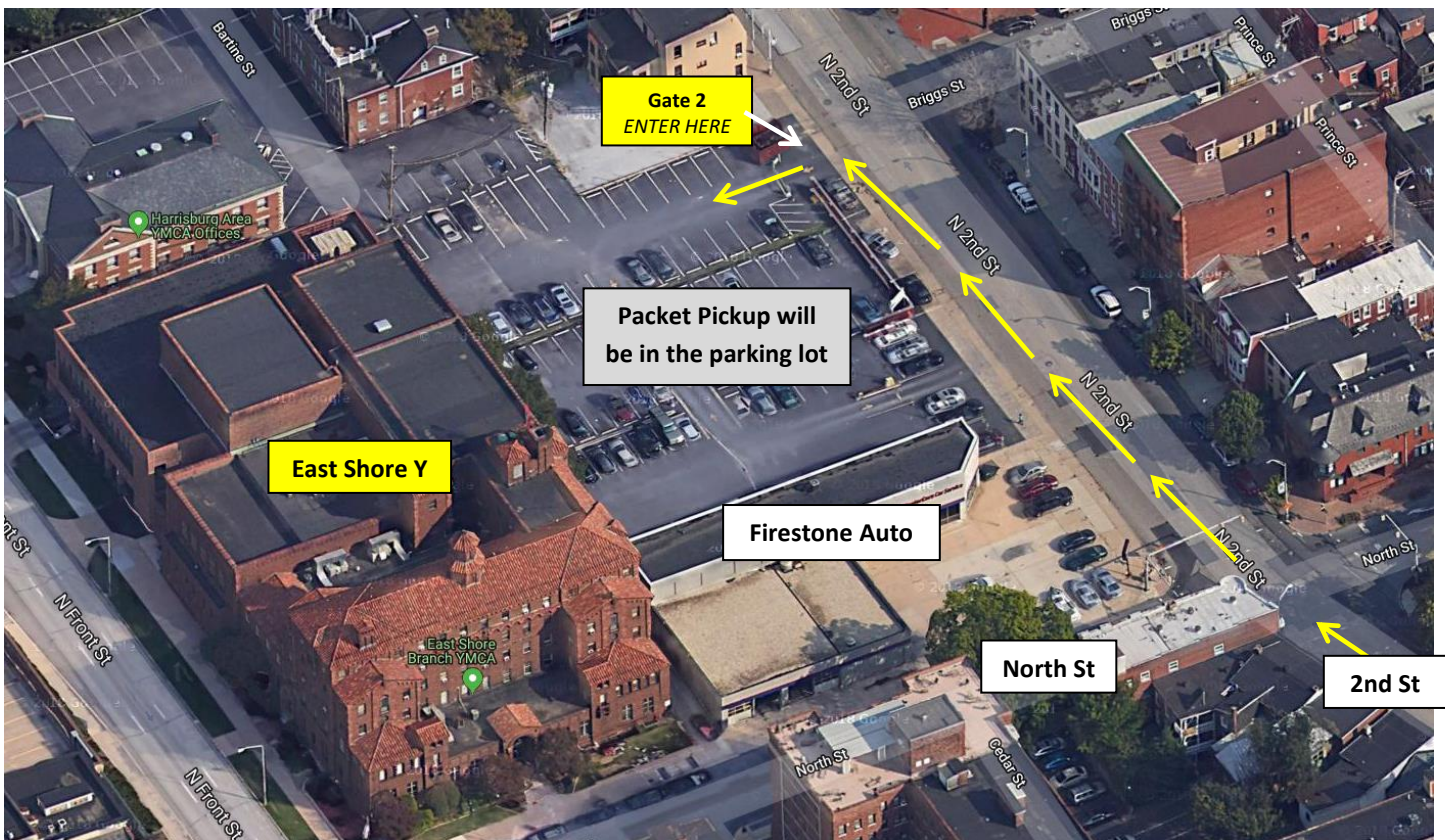 Bartine St
N 2nd St
Briggs St
Briggs St
Prince St
Prince St
Gate 2
ENTER HERE
Harrisburg Area
YMCA Offices
N 2nd St
Packet Pickup will
be in the parking lot
N 2nd St
East Shore Y
Firestone Auto
N 2nd St
North St
N Front St
East Shore
Branch YMCA
North St
2nd St
North St
Cedar St
N Front St
nt St